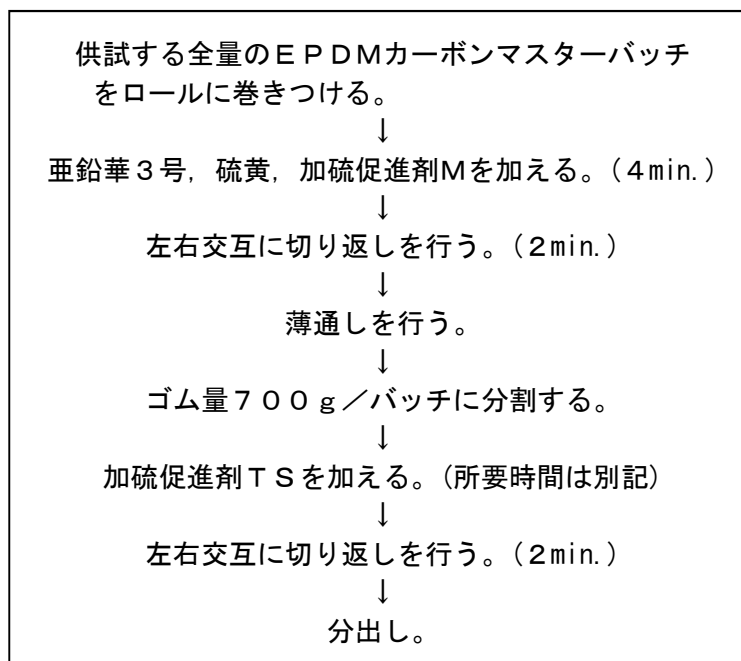 供試する全量のＥＰＤＭカーボンマスターバッチ
をロールに巻きつける。
↓
亜鉛華３号，硫黄，加硫促進剤Ｍを加える。（４min.）
↓
左右交互に切り返しを行う。（２min.）
↓
薄通しを行う。
↓
ゴム量７００ｇ／バッチに分割する。
↓
加硫促進剤ＴＳを加える。（所要時間は別記）
↓
左右交互に切り返しを行う。（２min.）
↓
分出し。